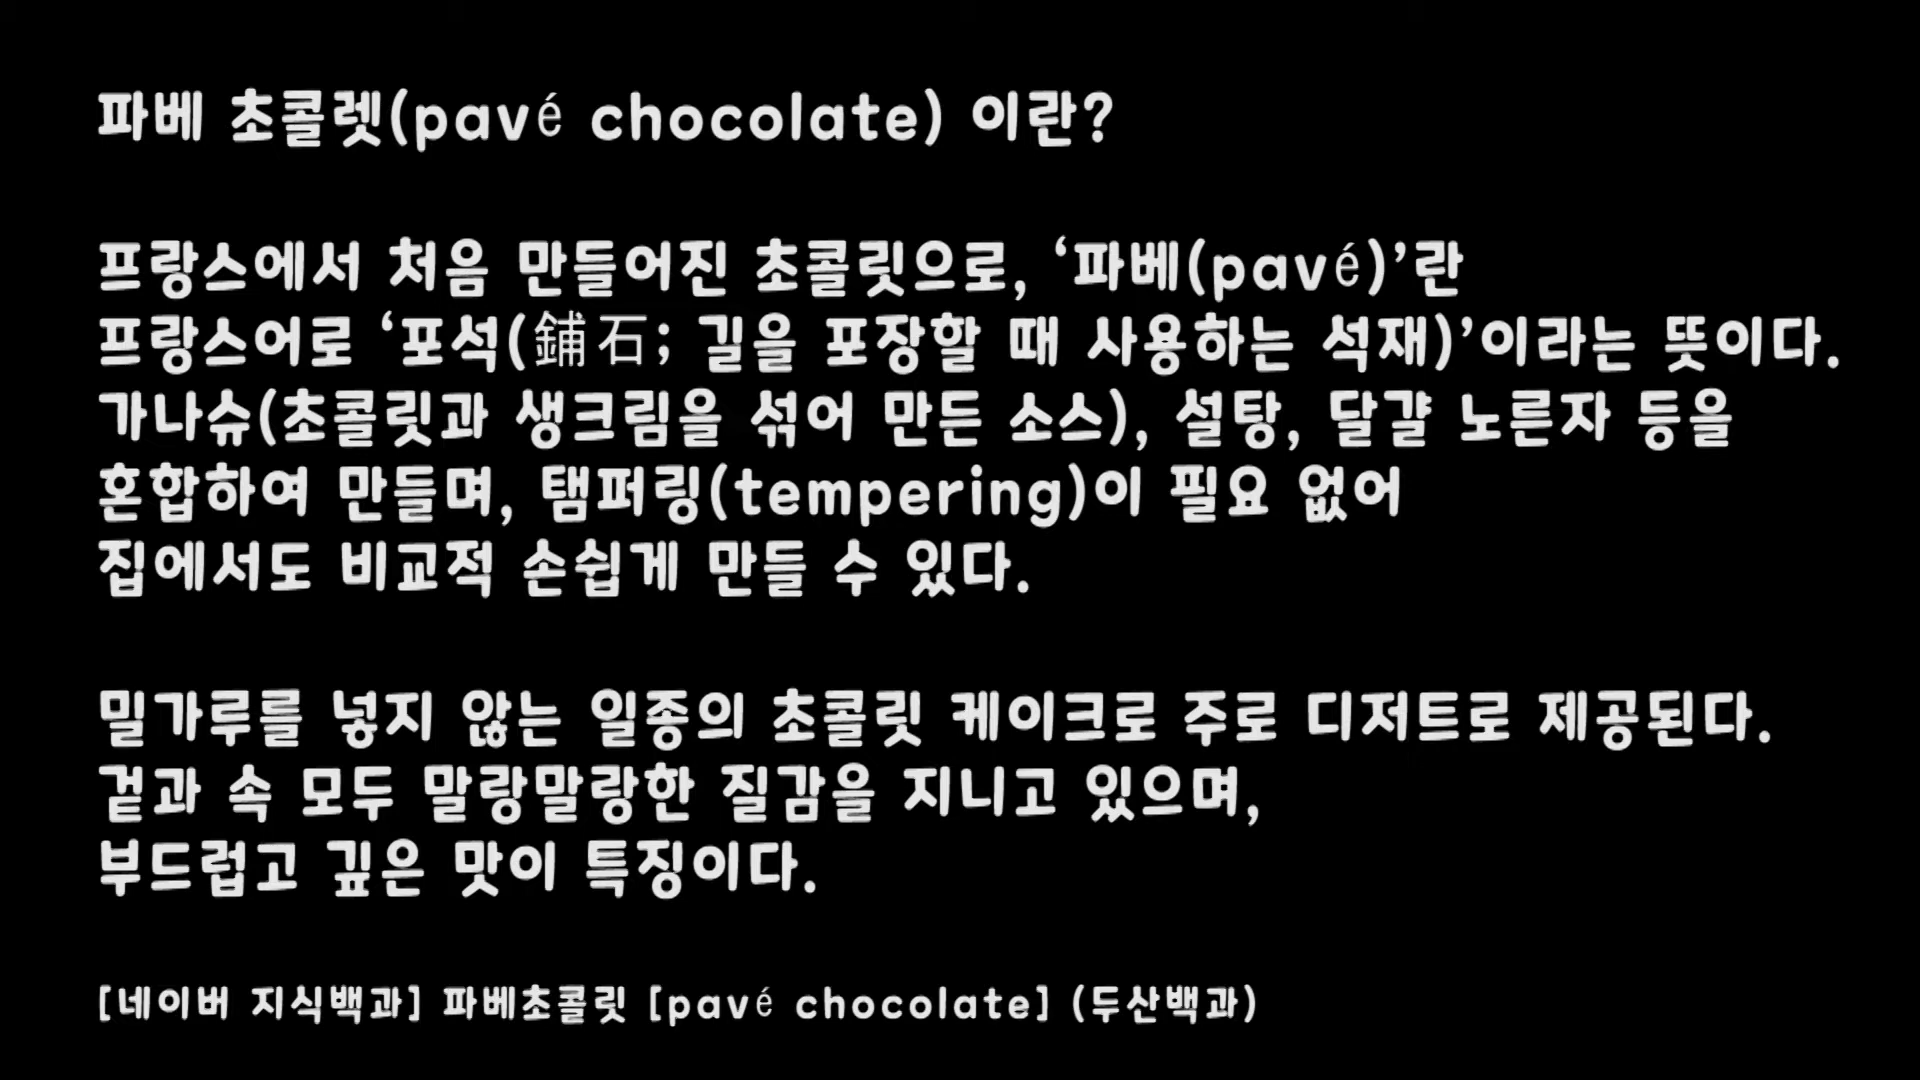 파베 초콜렛(pavé chocolate) 이란?
프랑스에서 처음 만들어진 초콜릿으로, ‘파베(pavé)’란
프랑스어로 ‘포석(鋪石; 길을 포장할 때 사용하는 석재)’이라는 뜻이다.
가나슈(초콜릿과 생크림을 섞어 만든 소스), 설탕, 달걀 노른자 등을
혼합하여 만들며, 탬퍼링(tempering)이 필요 없어
집에서도 비교적 손쉽게 만들 수 있다.
밀가루를 넣지 않는 일종의 초콜릿 케이크로 주로 디저트로 제공된다.
겉과 속 모두 말랑말랑한 질감을 지니고 있으며,
부드럽고 깊은 맛이 특징이다.
[네이버 지식백과] 파베초콜릿 [pavé chocolate] (두산백과)